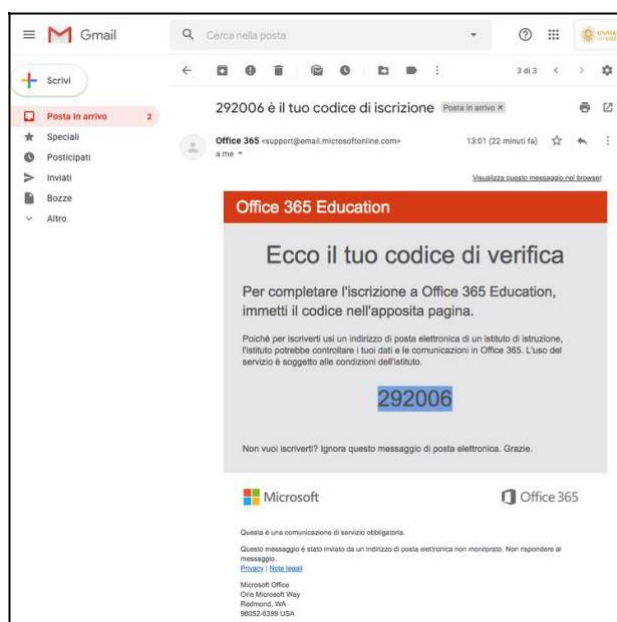 Gmail
Cerca nella posta
Scrivi
3 di 3
Posta in arrivo 2
Speciali
Posticipati
Inviati
Bozze
Altro
292006 è il tuo codice di iscrizione Posta in arrivo ×
Office 365 <support@email.microsoftonline.com> 13:01 (22 minuti fa)
a me
Visualizza questo messaggio nel browser
Office 365 Education
Ecco il tuo codice di verifica
Per completare l'iscrizione a Office 365 Education,
immetti il codice nell'apposita pagina.
Poiché per iscriverti usi un indirizzo di posta elettronica di un istituto di istruzione,
l'istituto potrebbe controllare i tuoi dati e le comunicazioni in Office 365. L'uso del
servizio è soggetto alle condizioni dell'istituto.
292006
Non vuoi iscriverti? Ignora questo messaggio di posta elettronica. Grazie.
Microsoft Office 365
Questa è una comunicazione di servizio obbligatoria.
Questo messaggio è stato inviato da un indirizzo di posta elettronica non monitorato. Non rispondere al
messaggio.
Privacy | Note legali
Microsoft Office
One Microsoft Way
Redmond, WA
98052-6399 USA